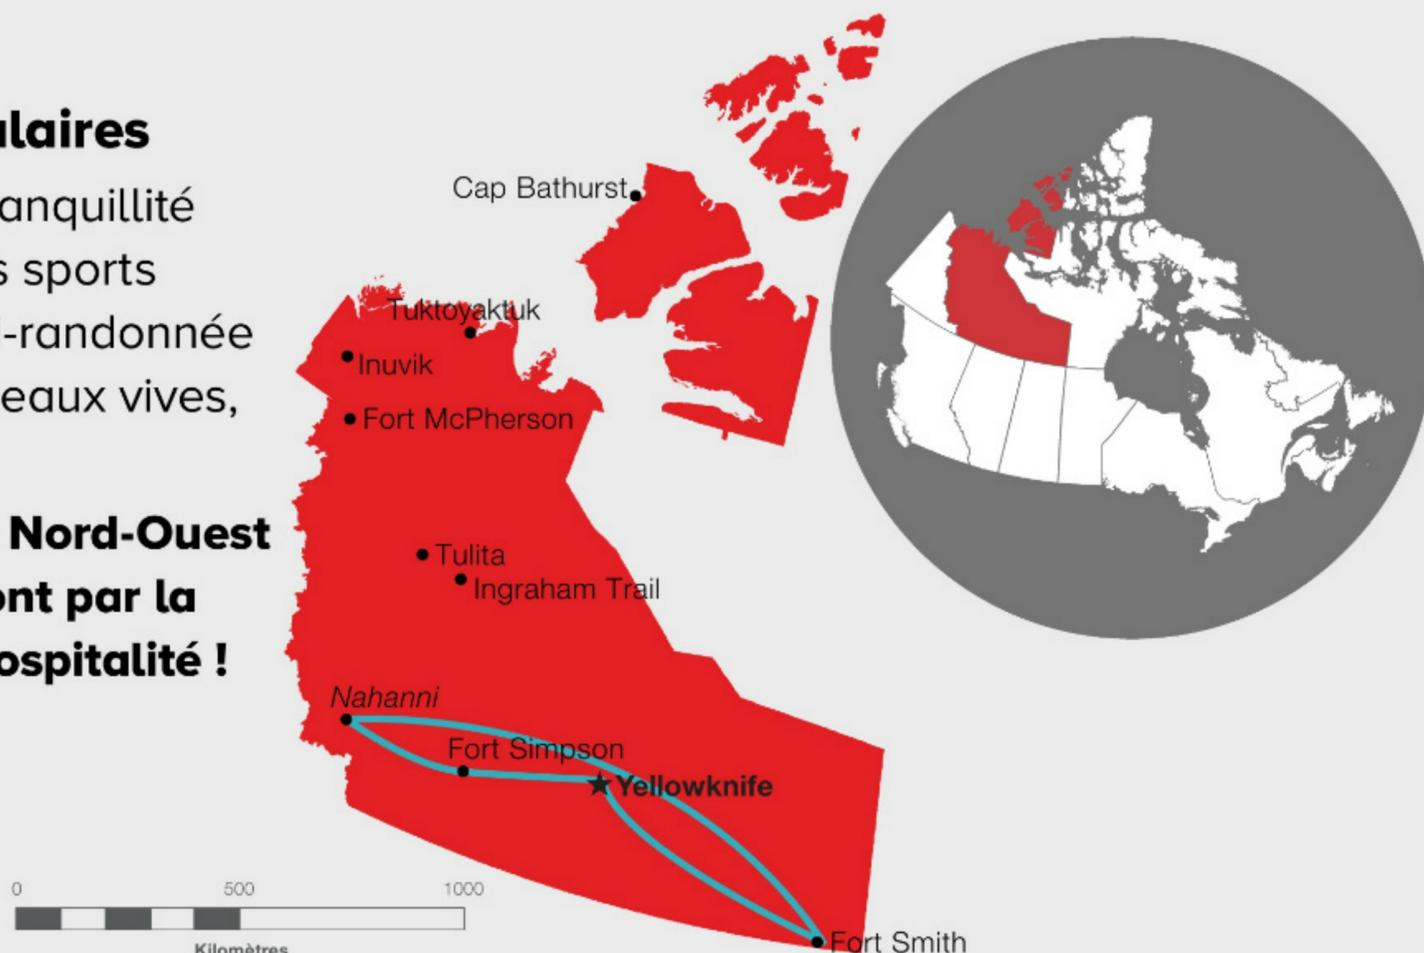 laires
anquillité
s sports
-randonnée
eaux vives,
Nord-Ouest
ont par la
ospitalité !
Cap Bathurst
Tuktoyaktuk
Inuvik
Fort McPherson
Tulita
Ingraham Trail
Nahanni
Fort Simpson
Yellowknife
Fort Smith
0 500 1000
Kilomètres